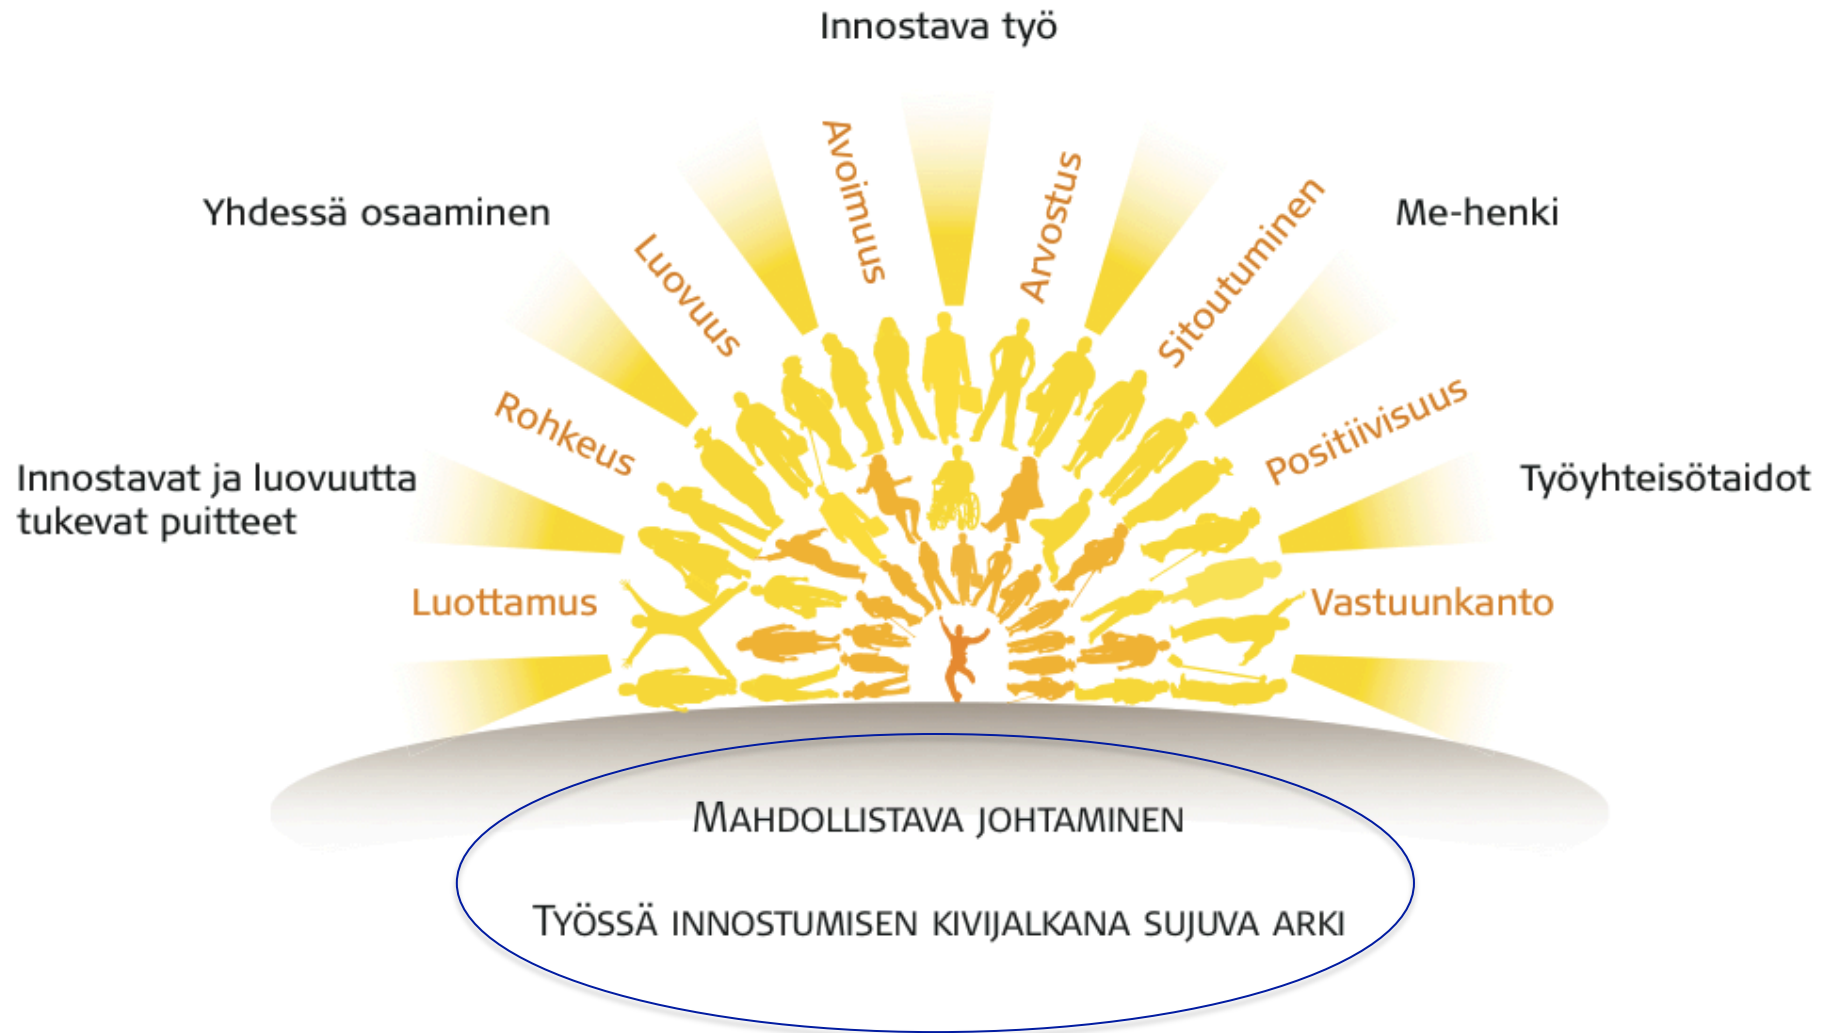 Innostava työ
Yhdessä osaaminen
Me-henki
Innostavat ja luovuutta
tukevat puitteet
Työyhteisötaidot
Luottamus
Rohkeus
Luovuus
Avoimuus
Arvostus
Sitoutuminen
Positiivisuus
Vastuunkanto
MAHDOLLISTAVA JOHTAMINEN
TYÖSSÄ INNOSTUMISEN KIVIJALKANA SUJUVA ARKI